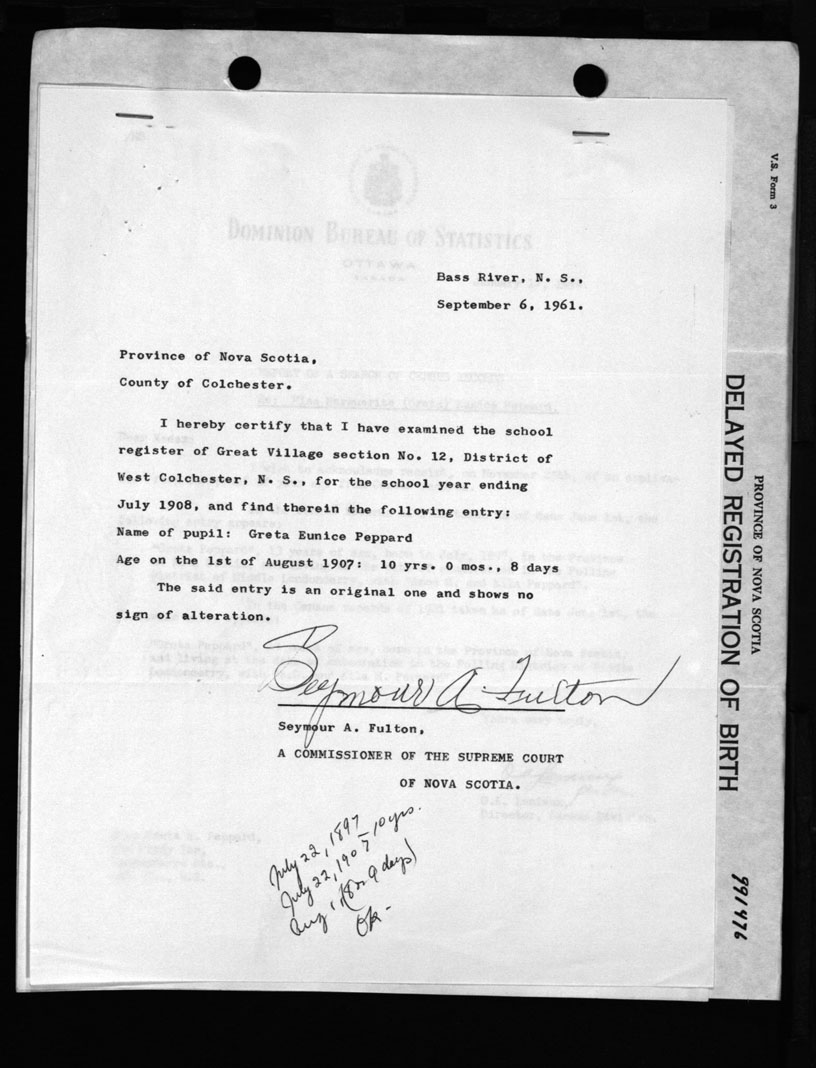 DOMINION BUREAU OF STATISTICS
OTTAWA
CANADA
Bass River, N. S.,
September 6, 1961.
Province of Nova Scotia,
County of Colchester.
I hereby certify that I have examined the school
register of Great Village section No. 12, District of
West Colchester, N. S., for the school year ending
July 1908, and find therein the following entry:
Name of pupil: Greta Eunice Peppard
Age on the 1st of August 1907: 10 yrs. 0 mos., 8 days
The said entry is an original one and shows no
sign of alteration.
Seymour A. Fulton
Seymour A. Fulton,
A COMMISSIONER OF THE SUPREME COURT
OF NOVA SCOTIA.
July 22, 1897
July 22, 1907 - 10 yrs.
Aug 1, (8 or 9 days)
OK -
V.S. Form 3
PROVINCE OF NOVA SCOTIA
DELAYED REGISTRATION OF BIRTH
991476